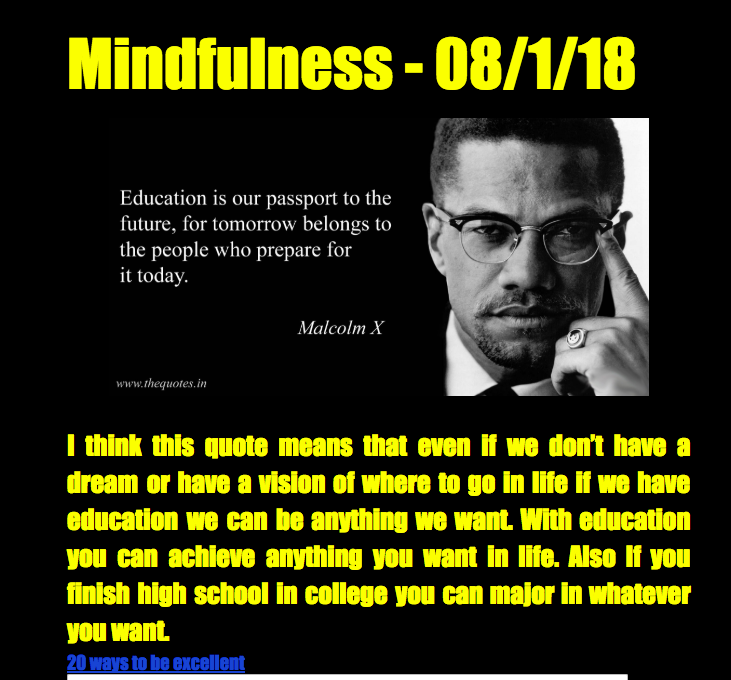 Mindfulness - 08/1/18
Education is our passport to the
future, for tomorrow belongs to
the people who prepare for
it today.
Malcolm X
www.thequotes.in
I think this quote means that even if we don’t have a
dream or have a vision of where to go in life if we have
education we can be anything we want. With education
you can achieve anything you want in life. Also if you
finish high school in college you can major in whatever
you want.
20 ways to be excellent